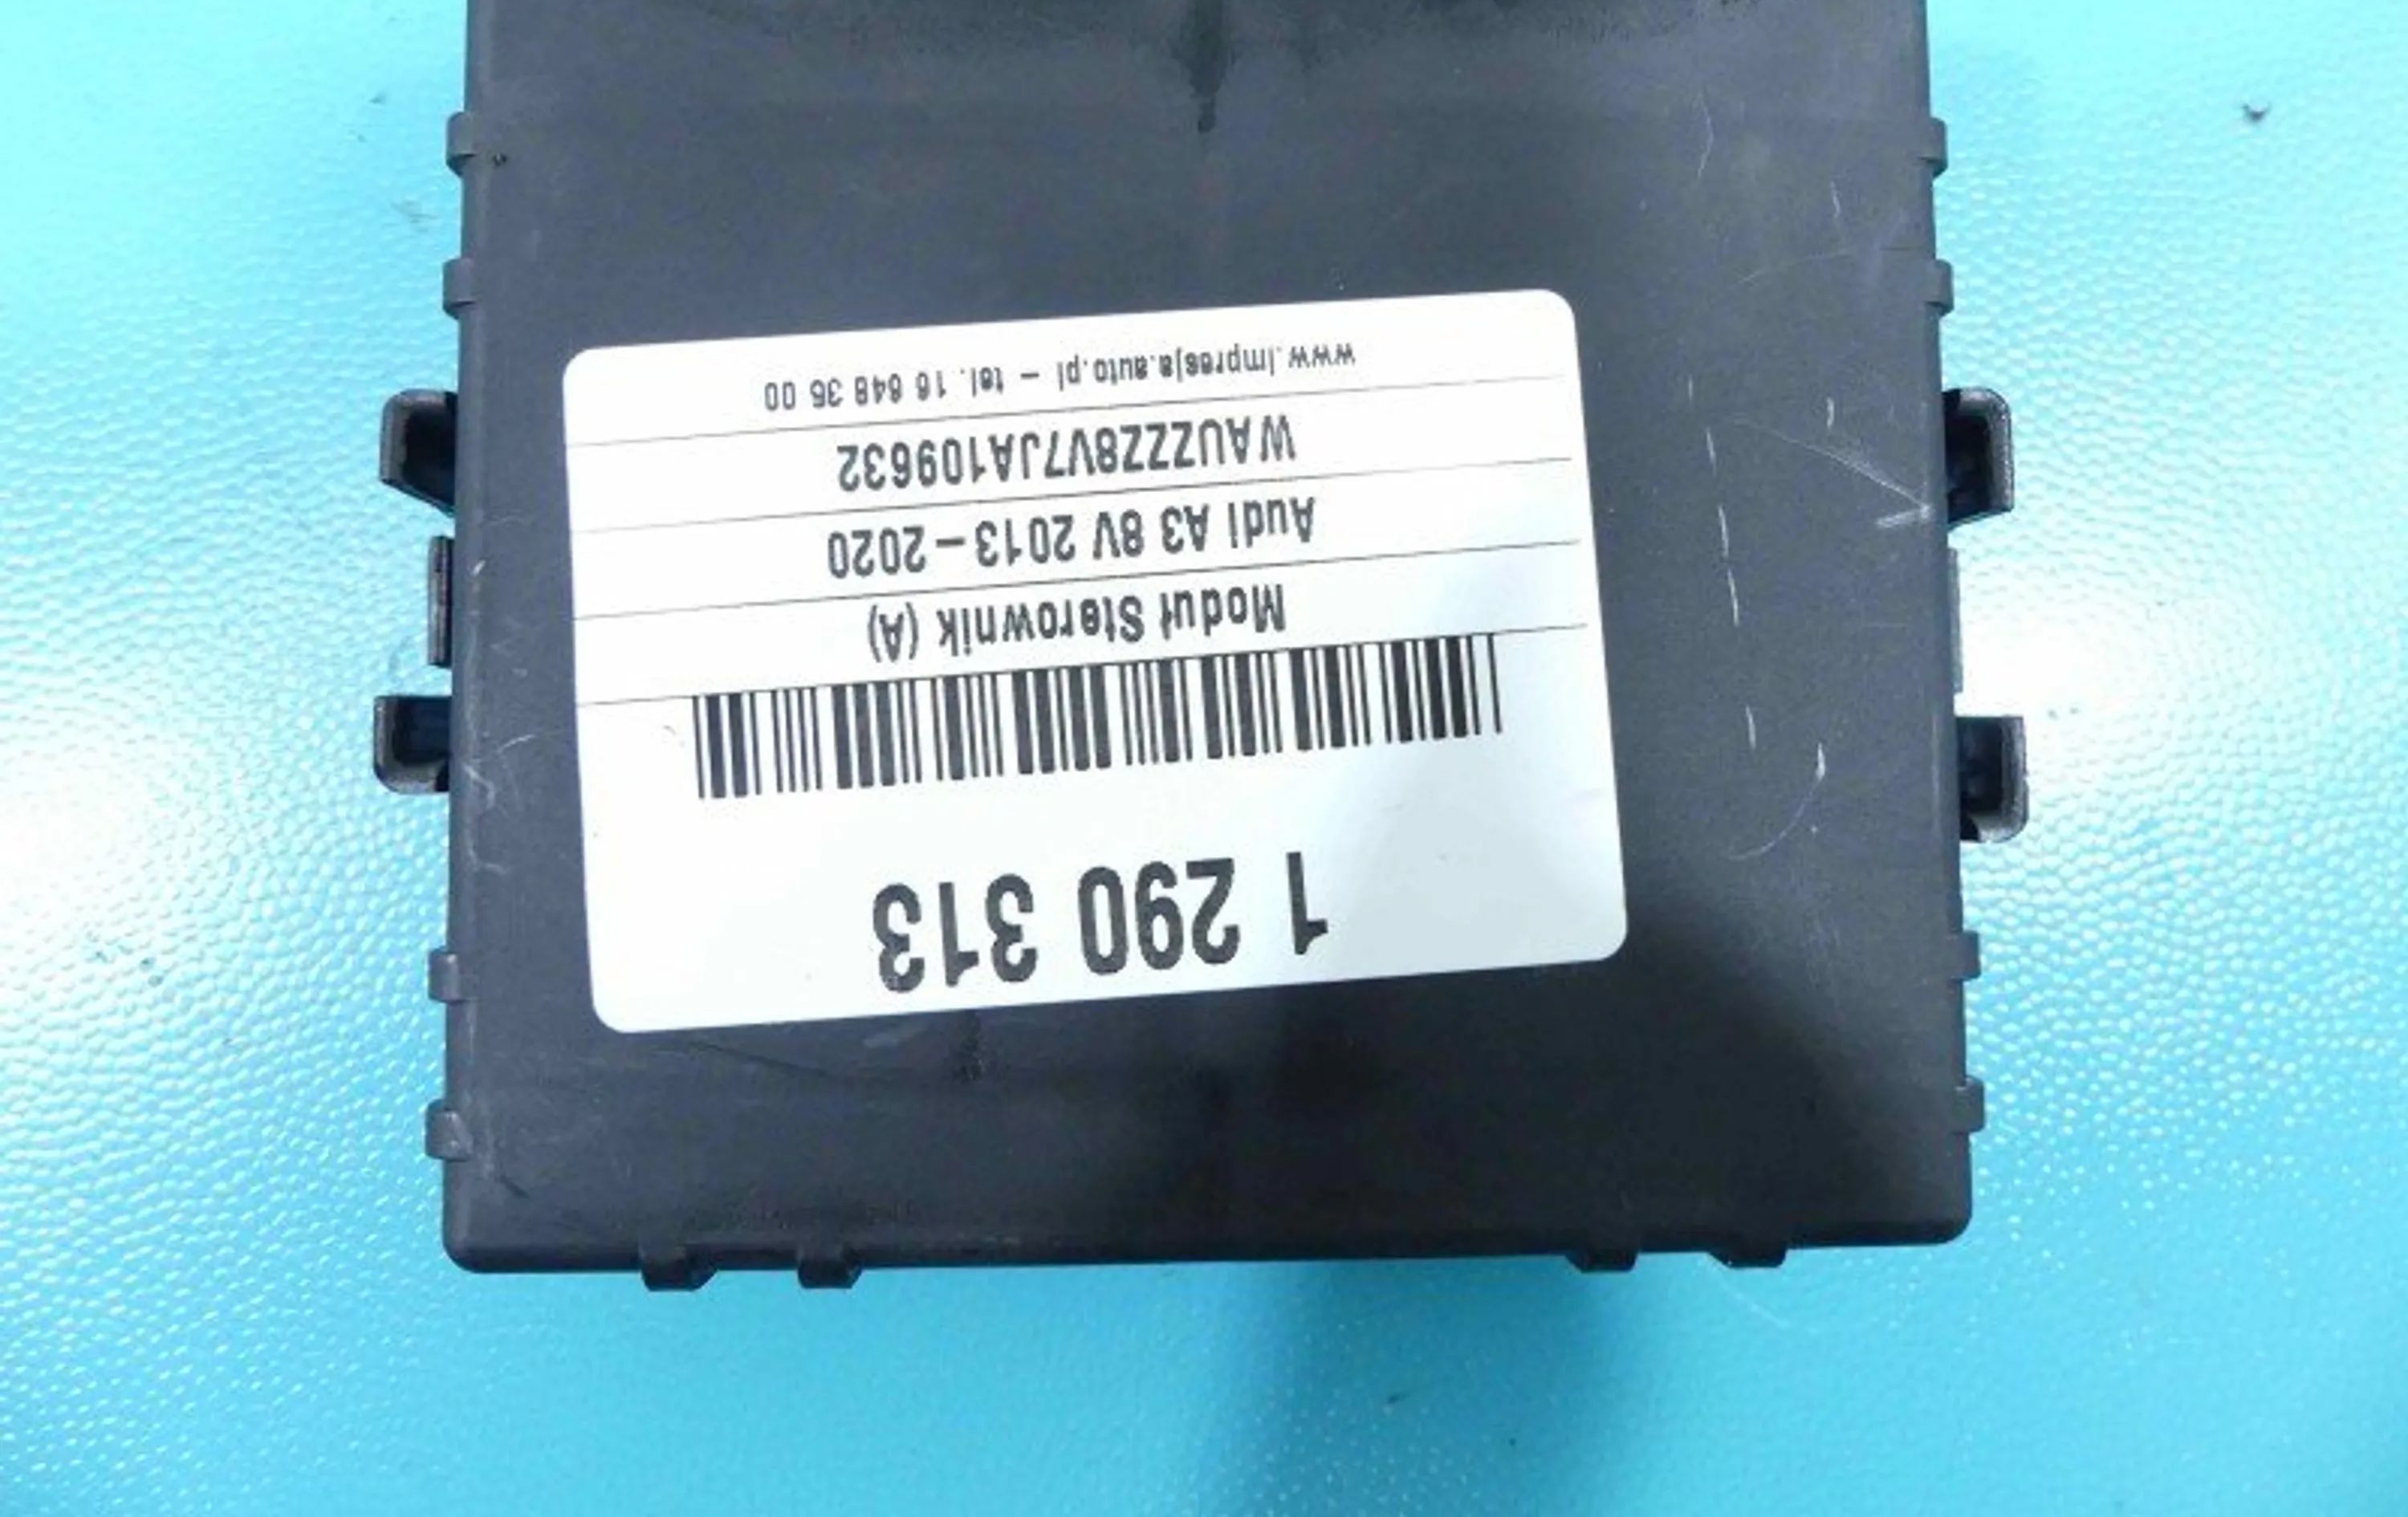 1 290 313
Moduł Sterownik (A)
Audi A3 8V 2013-2020
WAUZZZ8V7JA109632
www.impresja.auto.pl - tel. 16 648 36 00